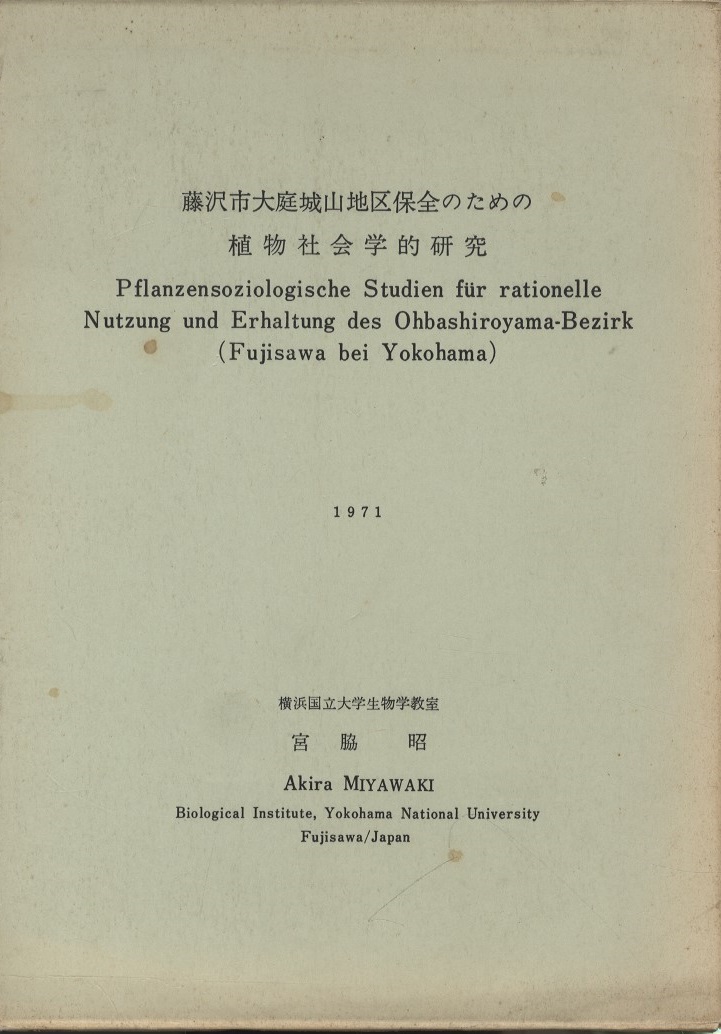 藤沢市大庭城山地区保全のための
植物社会学的研究
Pflanzensoziologische Studien für rationelle
Nutzung und Erhaltung des Ohbashiroyama-Bezirk
(Fujisawa bei Yokohama)
1971
横浜国立大学生物学教室
宮脇 昭
Akira MIYAWAKI
Biological Institute, Yokohama National University
Fujisawa/Japan